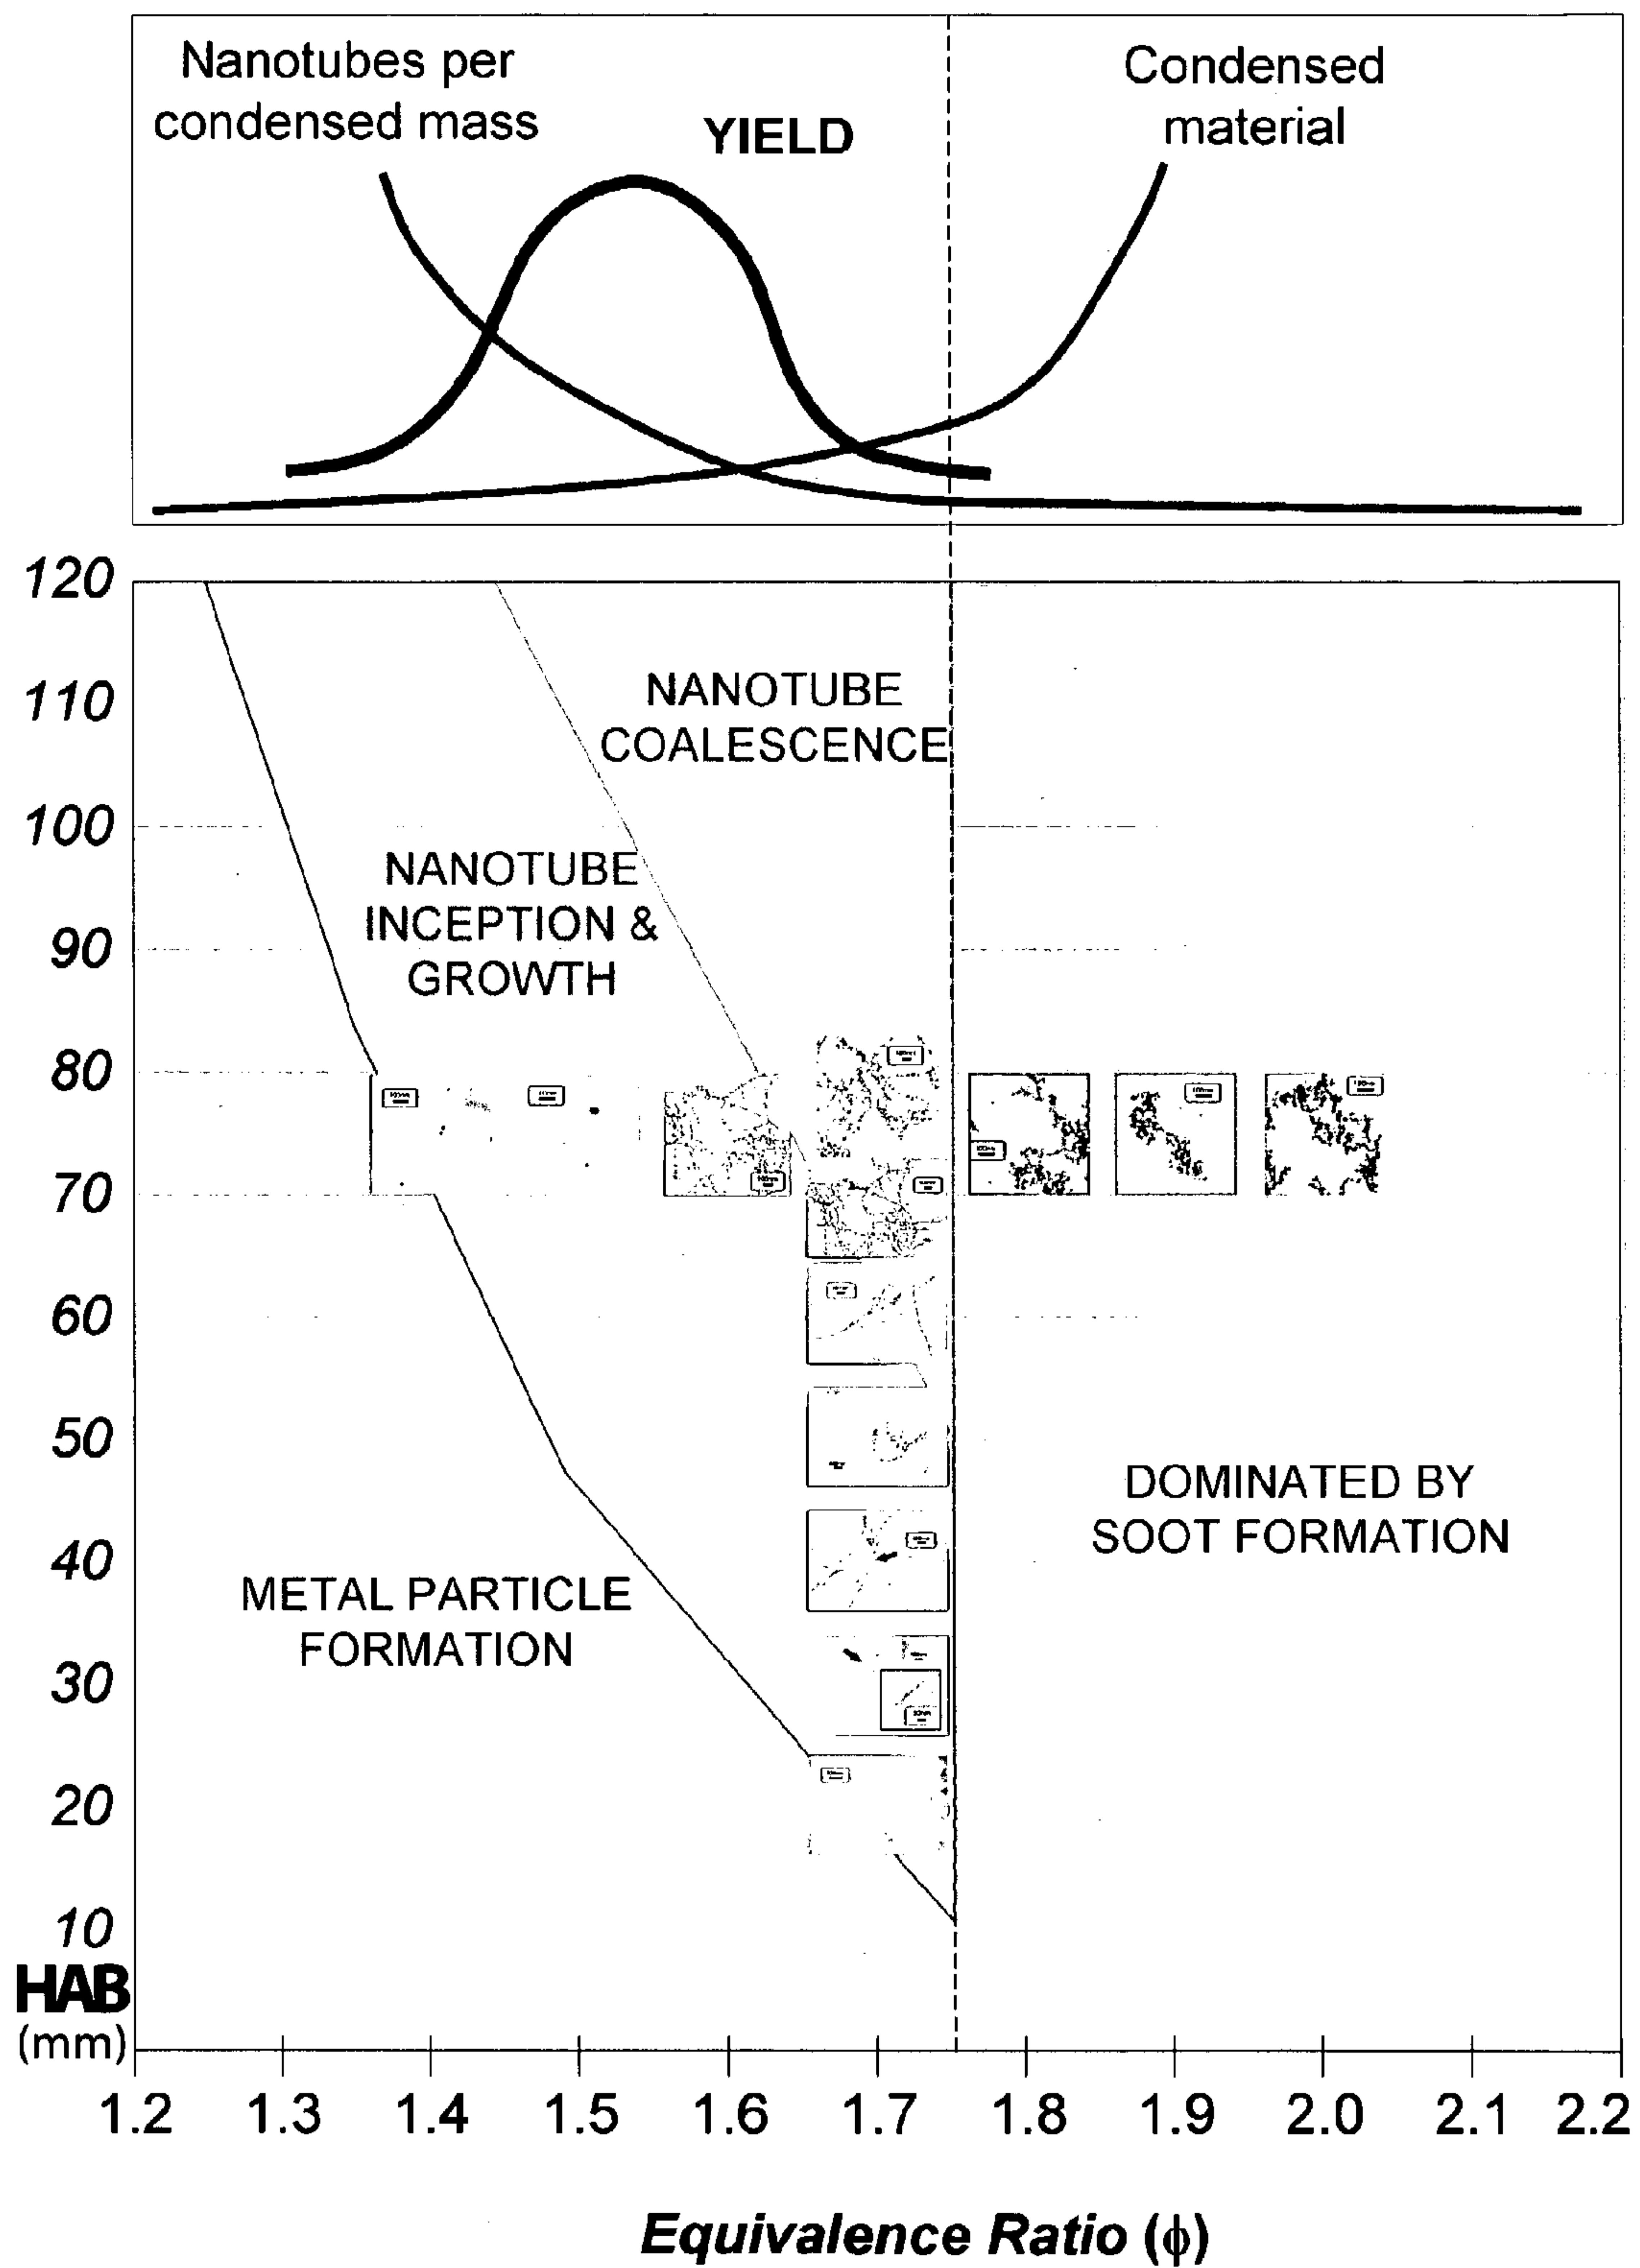 Nanotubes per
condensed mass
YIELD
Condensed
material
120
110
100
90
80
70
60
50
40
30
20
10
HAB
(mm)
NANOTUBE
COALESCENCE
NANOTUBE
INCEPTION &
GROWTH
METAL PARTICLE
FORMATION
DOMINATED BY
SOOT FORMATION
1.2 1.3 1.4 1.5 1.6 1.7 1.8 1.9 2.0 2.1 2.2
Equivalence Ratio (ϕ)